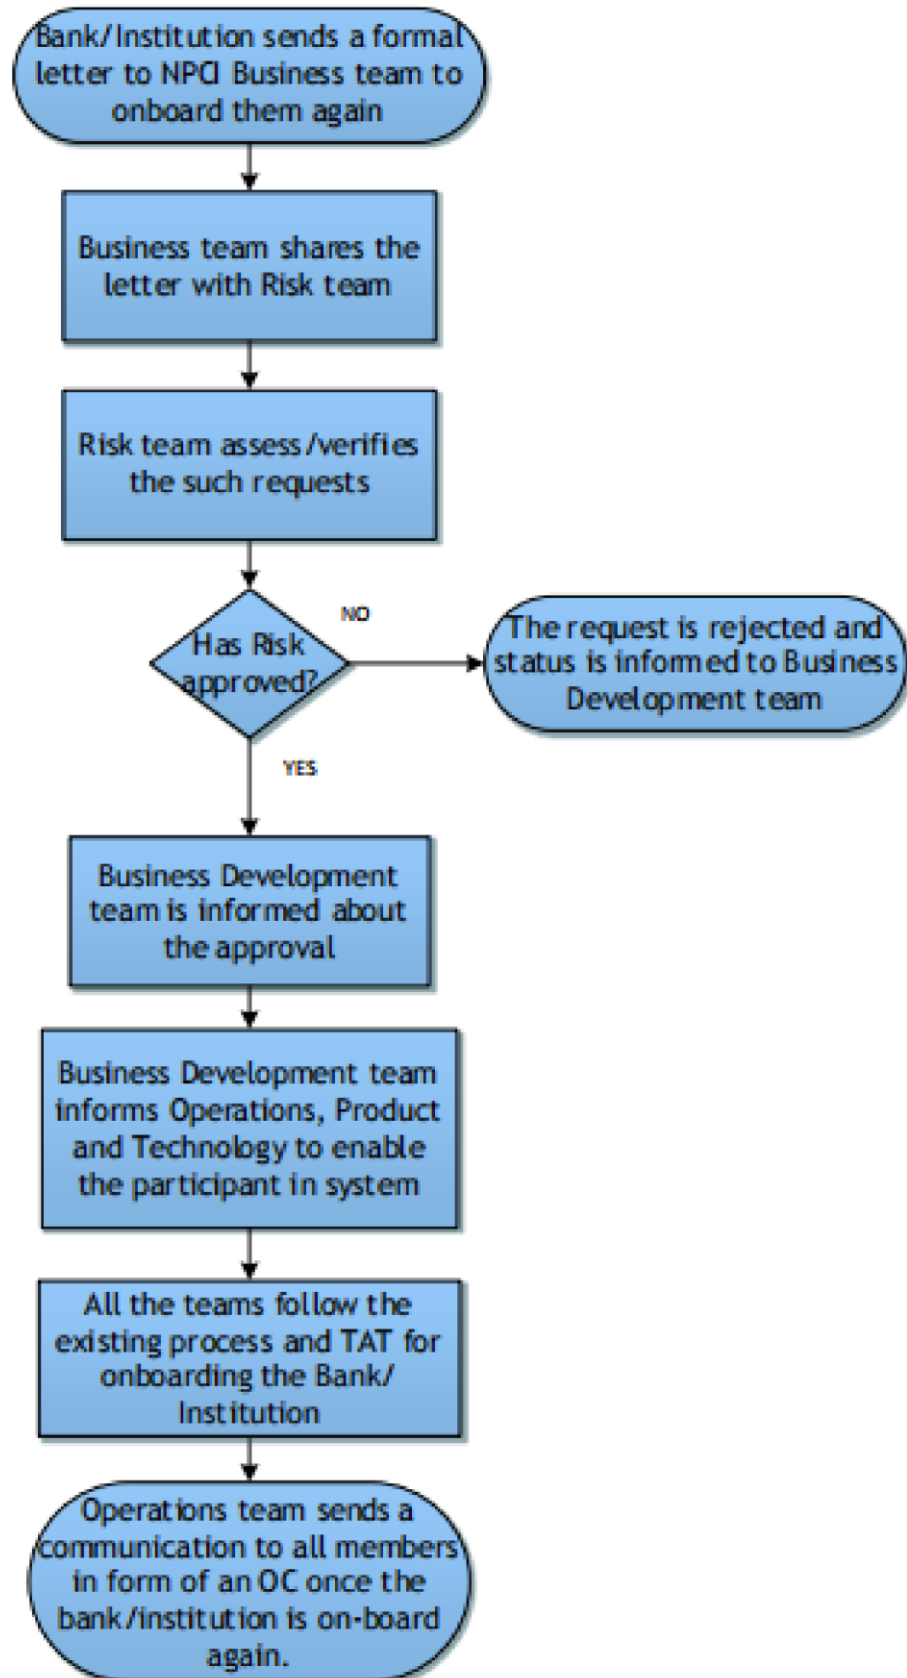 Bank/Institution sends a formal
letter to NPCI Business team to
onboard them again
Business team shares the
letter with Risk team
Risk team assess/verifies
the such requests
Has Risk
approved?
NO
The request is rejected and
status is informed to Business
Development team
YES
Business Development
team is informed about
the approval
Business Development team
informs Operations, Product
and Technology to enable
the participant in system
All the teams follow the
existing process and TAT for
onboarding the Bank/
Institution
Operations team sends a
communication to all members
in form of an OC once the
bank/institution is on-board
again.